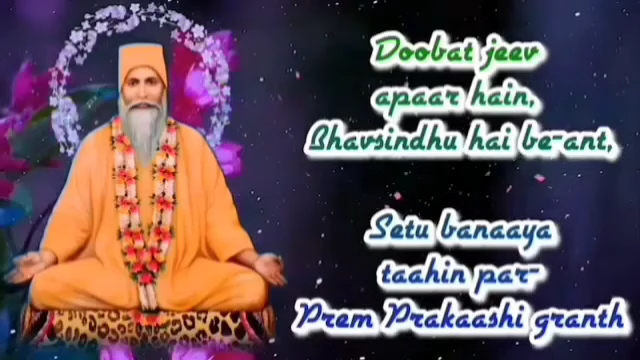 Doobat jeev
apaar hain,
Bhavsindhu hai be-ant,
Setu banaaya
taahin par-
Prem Prakaashi granth